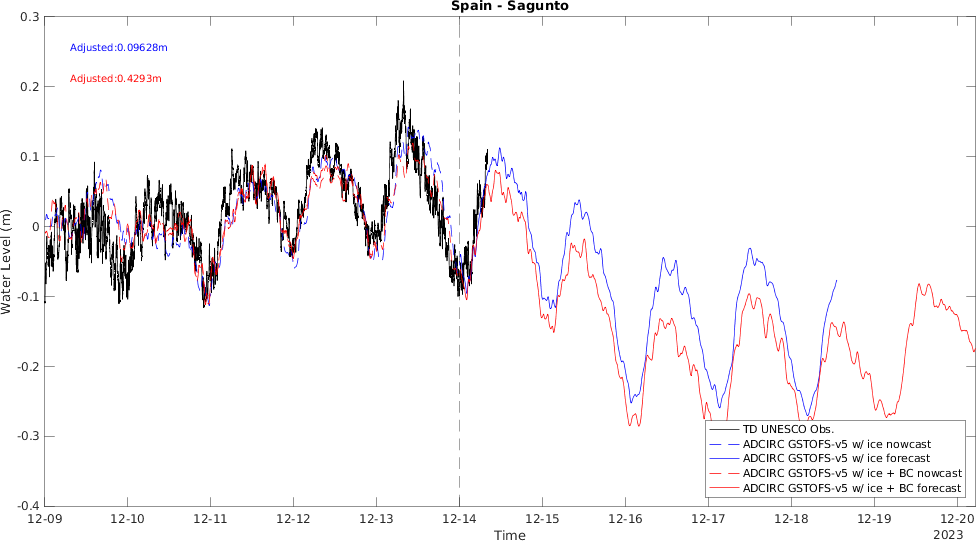 Spain - Sagunto
0.3
Adjusted:0.09628m
Adjusted:0.4293m
0.2
0.1
0
-0.1
-0.2
-0.3
-0.4
Water Level (m)
TD UNESCO Obs.
ADCIRC GSTOFS-v5 w/ ice nowcast
ADCIRC GSTOFS-v5 w/ ice forecast
ADCIRC GSTOFS-v5 w/ ice + BC nowcast
ADCIRC GSTOFS-v5 w/ ice + BC forecast
12-09 12-10 12-11 12-12 12-13 12-14 12-15 12-16 12-17 12-18 12-19 12-20
Time
2023